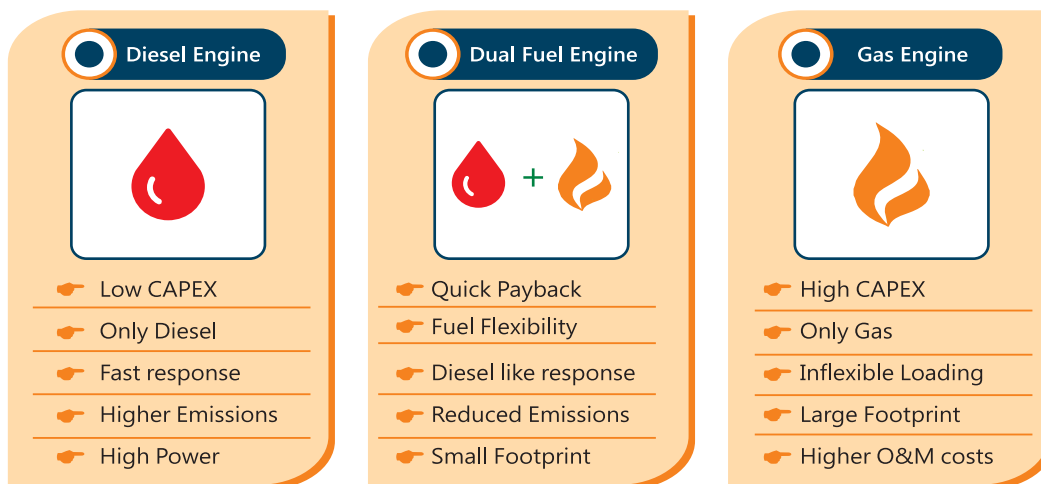 Diesel Engine
Low CAPEX
Only Diesel
Fast response
Higher Emissions
High Power
Dual Fuel Engine
+
Quick Payback
Fuel Flexibility
Diesel like response
Reduced Emissions
Small Footprint
Gas Engine
High CAPEX
Only Gas
Inflexible Loading
Large Footprint
Higher O&M costs